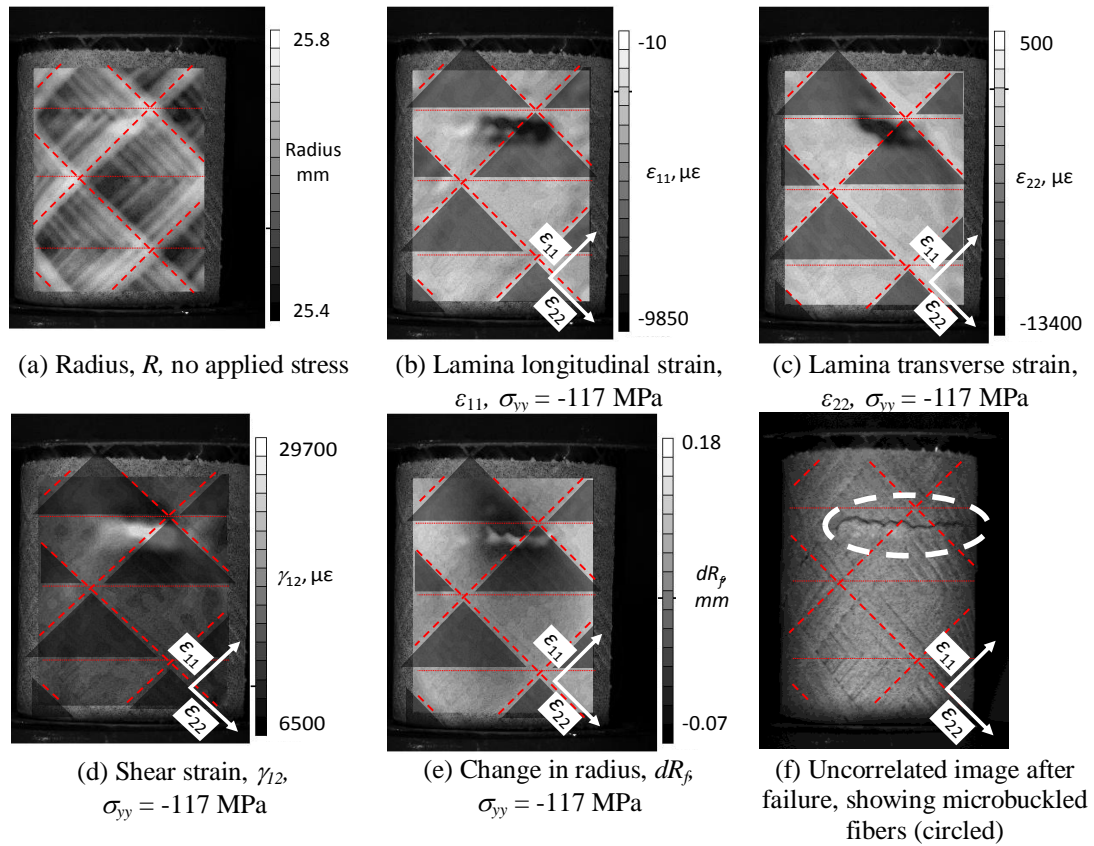 25.8
Radius
mm
25.4
(a) Radius, R, no applied stress
-10
ε11, με
-9850
ε11
ε22
(b) Lamina longitudinal strain,
ε11, σyy = -117 MPa
500
ε22, με
-13400
ε11
ε22
(c) Lamina transverse strain,
ε22, σyy = -117 MPa
29700
γ12, με
6500
ε11
ε22
(d) Shear strain, γ12,
σyy = -117 MPa
0.18
dRf,
mm
-0.07
ε11
ε22
(e) Change in radius, dRf,
σyy = -117 MPa
ε11
ε22
(f) Uncorrelated image after
failure, showing microbuckled
fibers (circled)